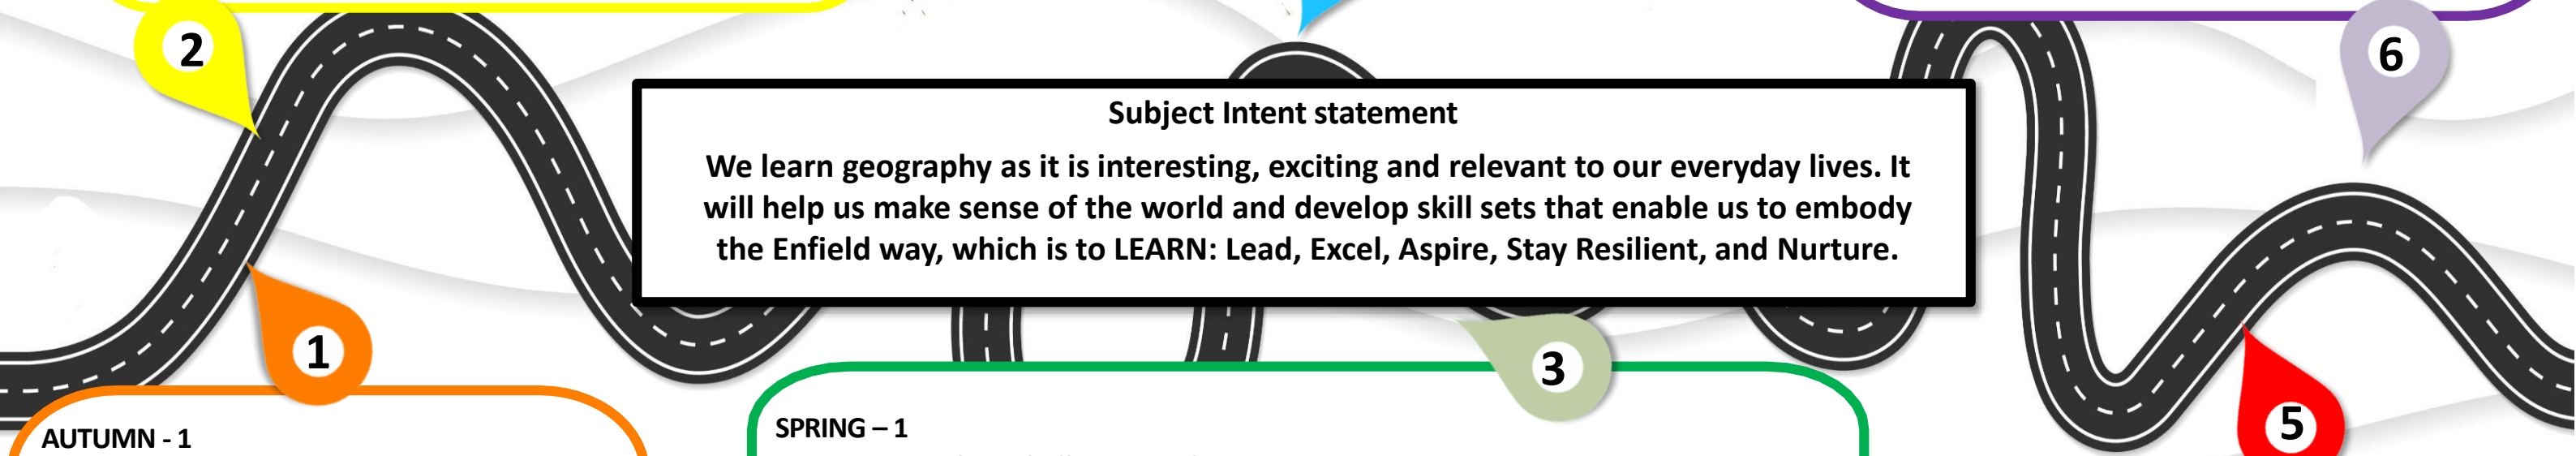 2
6
Subject Intent statement
We learn geography as it is interesting, exciting and relevant to our everyday lives. It
will help us make sense of the world and develop skill sets that enable us to embody
the Enfield way, which is to LEARN: Lead, Excel, Aspire, Stay Resilient, and Nurture.
1
3
5
AUTUMN - 1
SPRING – 1